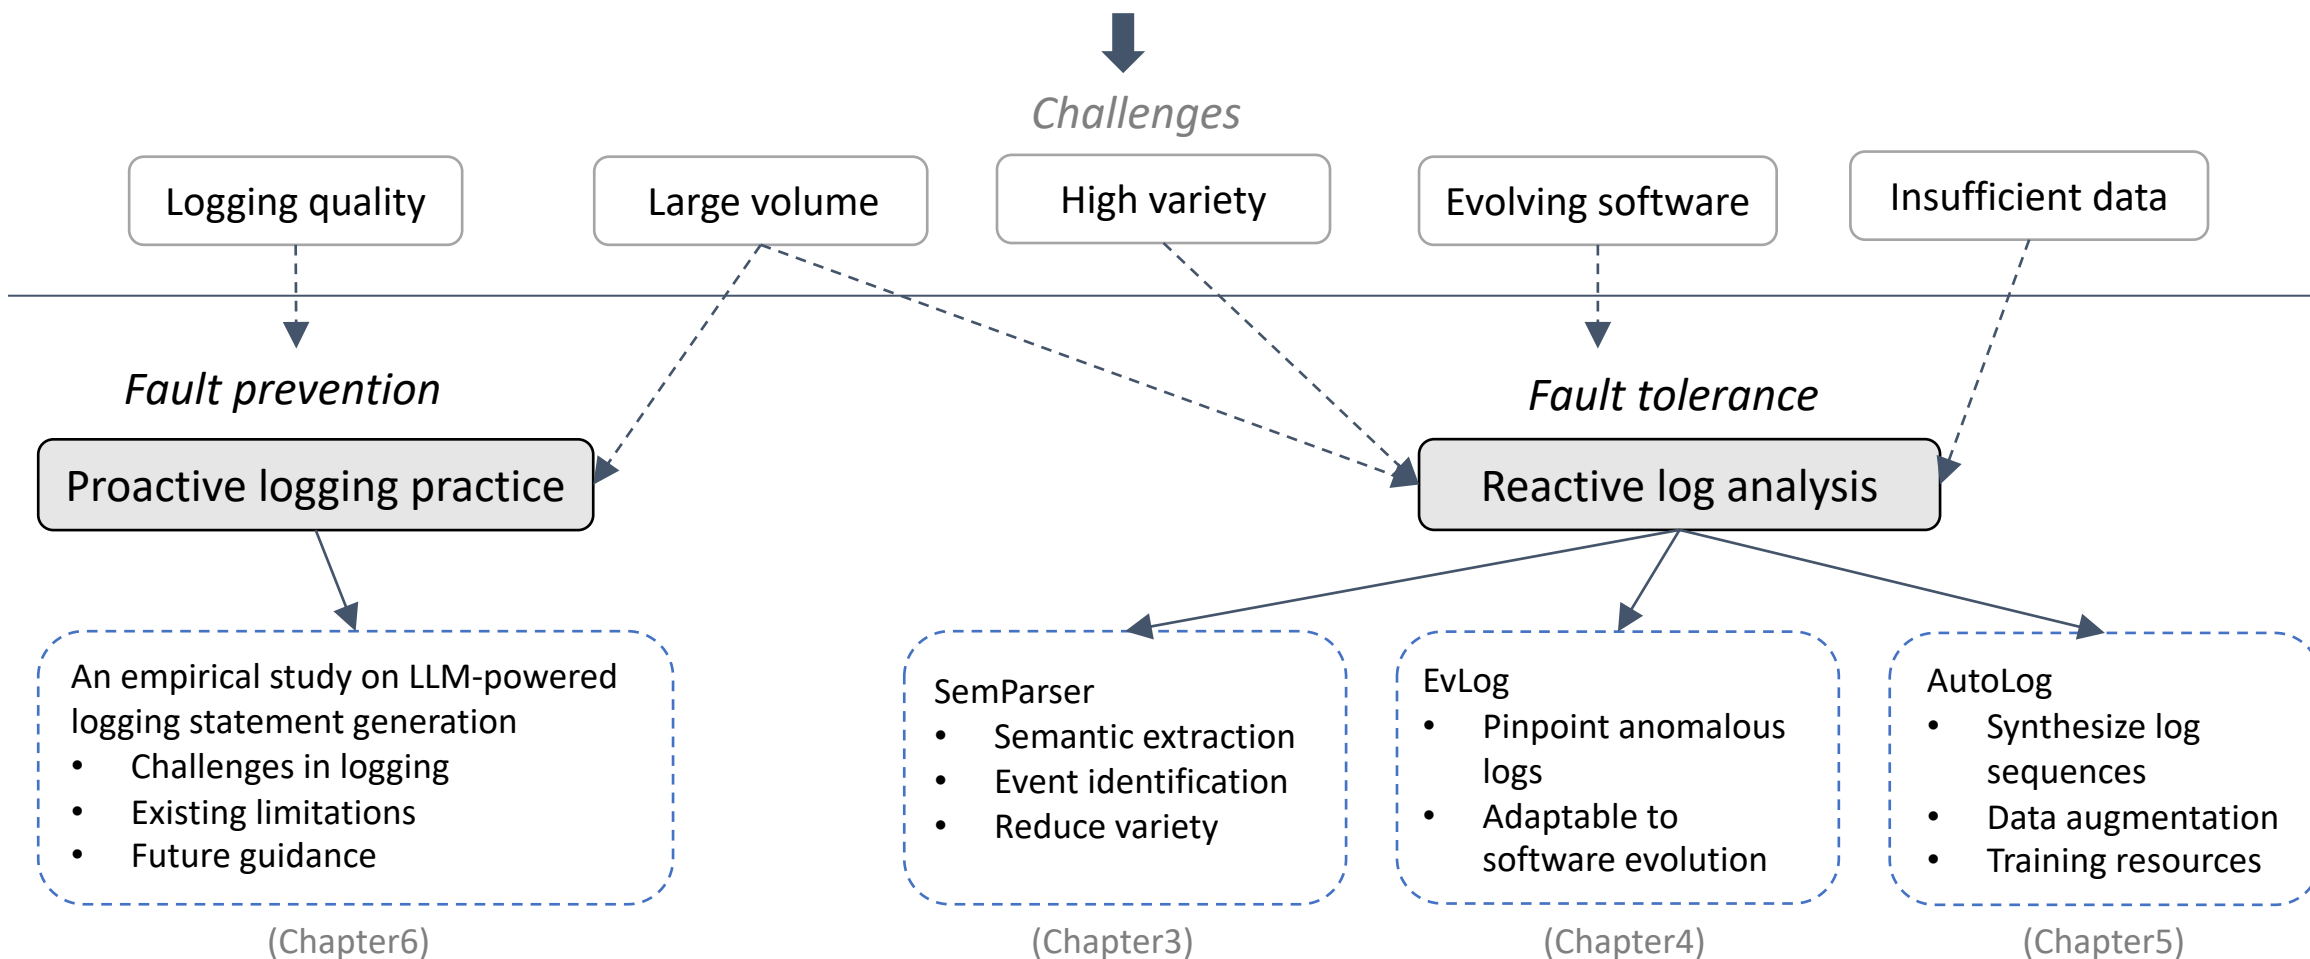 Challenges
Logging quality
Large volume
High variety
Evolving software
Insufficient data
Fault prevention
Fault tolerance
Proactive logging practice
Reactive log analysis
An empirical study on LLM-powered
logging statement generation
• Challenges in logging
• Existing limitations
• Future guidance
(Chapter6)
SemParser
• Semantic extraction
• Event identification
• Reduce variety
(Chapter3)
EvLog
• Pinpoint anomalous
logs
• Adaptable to
software evolution
(Chapter4)
AutoLog
• Synthesize log
sequences
• Data augmentation
• Training resources
(Chapter5)